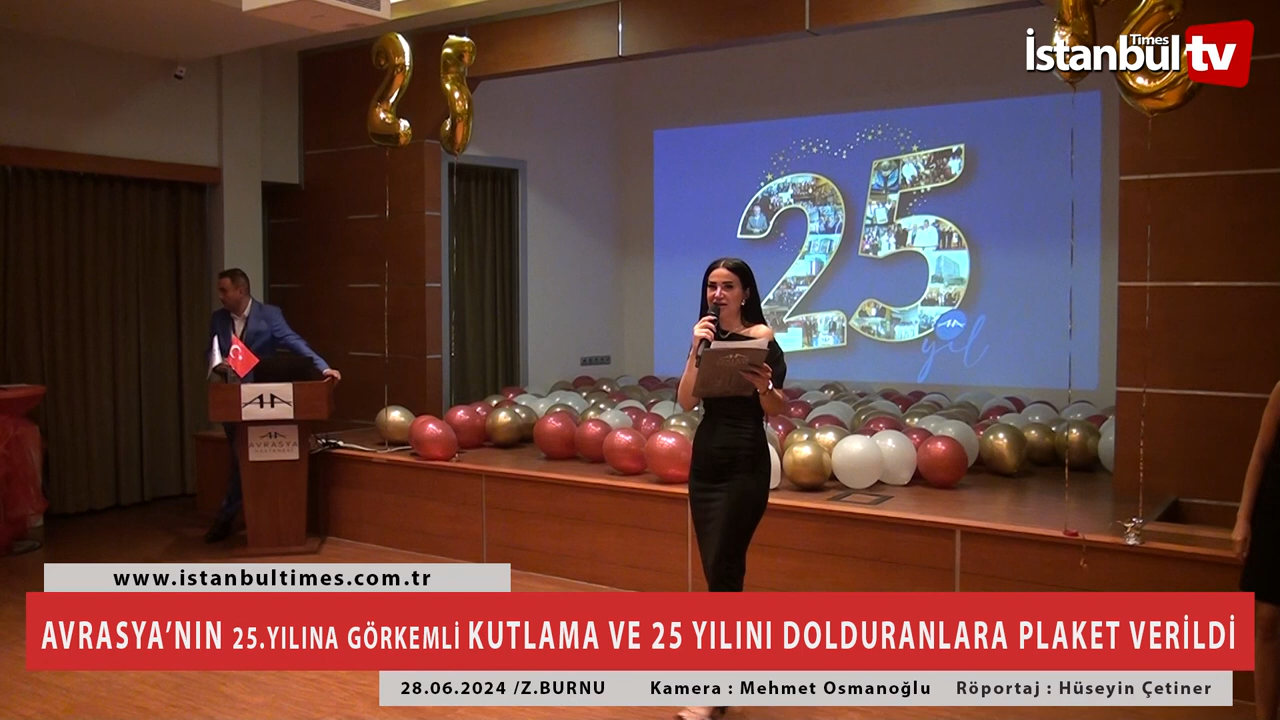 İstanbul Times tv
25
25
yıl
AVRASYA
HASTANESİ
www.istanbultimes.com.tr
AVRASYA’NIN 25.YILINA GÖRKEMLİ KUTLAMA VE 25 YILINI DOLDURANLARA PLAKET VERİLDİ
28.06.2024 /Z.BURNU Kamera : Mehmet Osmanoğlu Röportaj : Hüseyin Çetiner